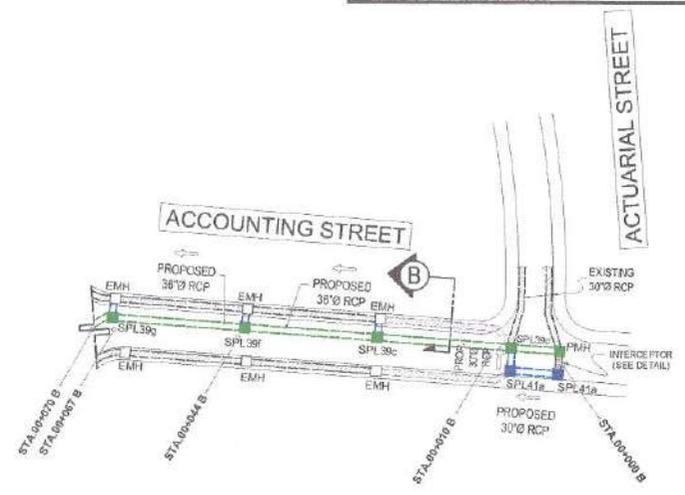 ACTUARIAL STREET
ACCOUNTING STREET
PROPOSED
36"Ø RCP
PROPOSED
36"Ø RCP
B
EXISTING
30"Ø RCP
EMH
EMH
EMH
SPL39g
SPL39f
SPL39c
PMH
INTERCEPTOR
(SEE DETAIL)
EMH
EMH
EMH
SPL41a
SPL41a
PROPOSED
30"Ø RCP
STA.00+070 B
STA.00+067 B
STA.00+044 B
STA.00+010 B
STA.00+000 B